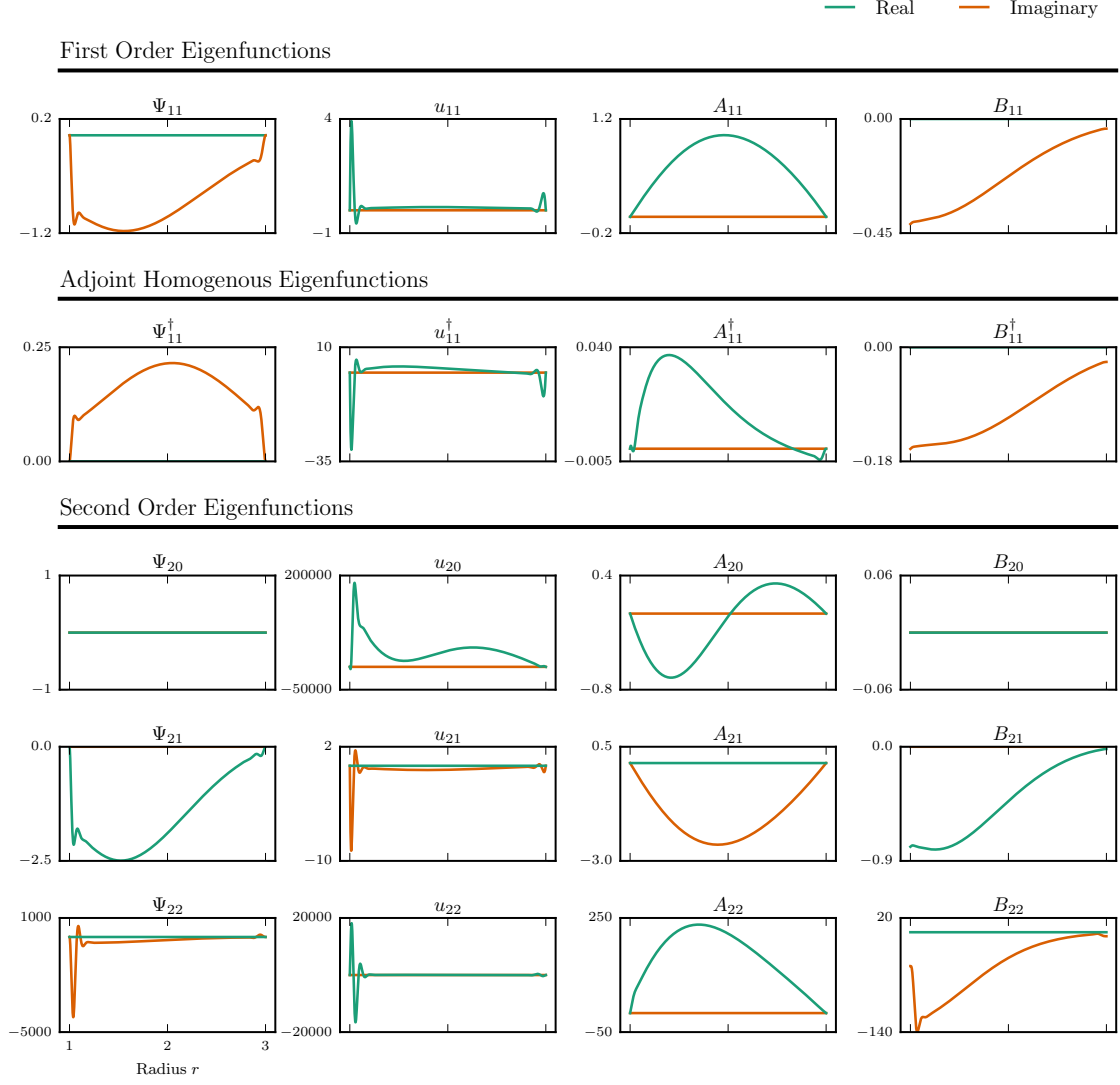 Real Imaginary
First Order Eigenfunctions
Ψ₁₁ u₁₁ A₁₁ B₁₁
0.2 4 1.2 0.00
−1.2 −1 −0.2 −0.45
Adjoint Homogenous Eigenfunctions
Ψ†₁₁ u†₁₁ A†₁₁ B†₁₁
0.25 10 0.040 0.00
0.00 −35 −0.005 −0.18
Second Order Eigenfunctions
Ψ₂₀ u₂₀ A₂₀ B₂₀
1 200000 0.4 0.06
−1 −50000 −0.8 −0.06
Ψ₂₁ u₂₁ A₂₁ B₂₁
0.0 2 0.5 0.0
−2.5 −10 −3.0 −0.9
Ψ₂₂ u₂₂ A₂₂ B₂₂
1000 20000 250 20
−5000 −20000 −50 −140
1 2 3
Radius r